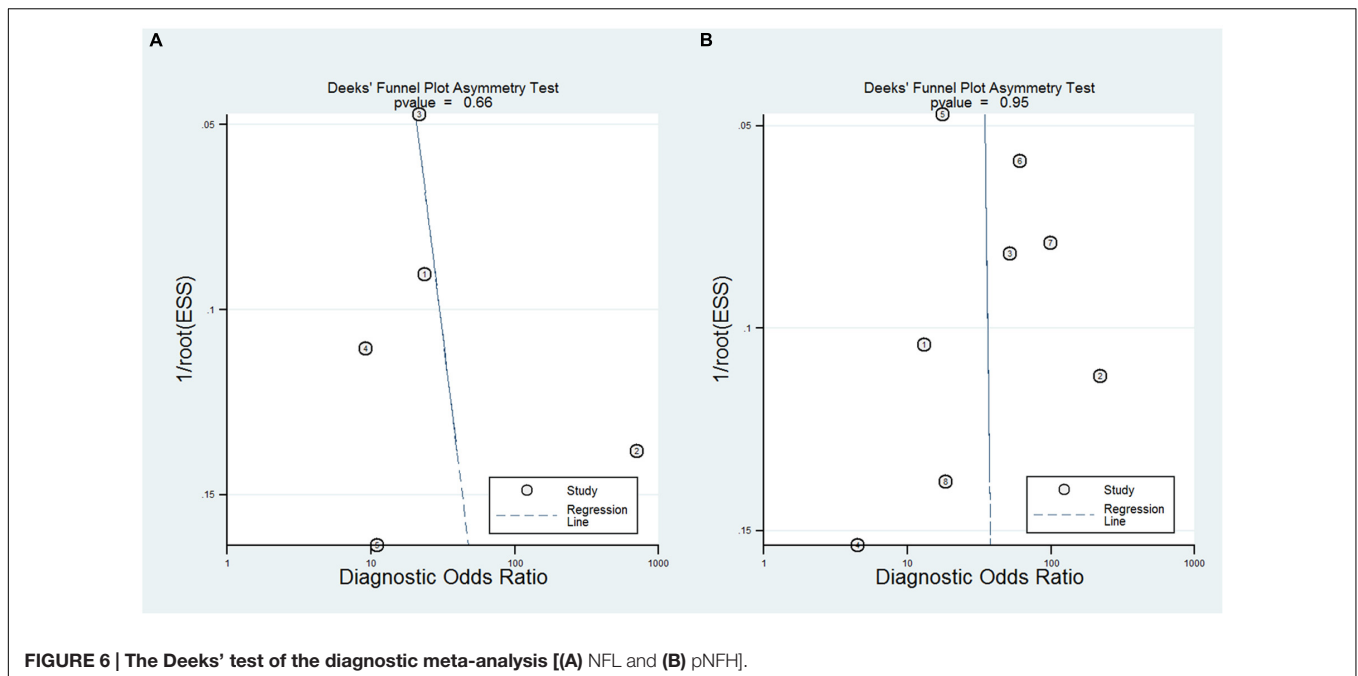 A
Deeks' Funnel Plot Asymmetry Test
pvalue = 0.66
.05
.1
.15
1/root(ESS)
3
1
4
2
5
Study
Regression
Line
1
10
100
1000
Diagnostic Odds Ratio
B
Deeks' Funnel Plot Asymmetry Test
pvalue = 0.95
.05
.1
.15
1/root(ESS)
5
6
7
3
1
2
8
4
Study
Regression
Line
1
10
100
1000
Diagnostic Odds Ratio
FIGURE 6 | The Deeks’ test of the diagnostic meta-analysis [(A) NFL and (B) pNFH].